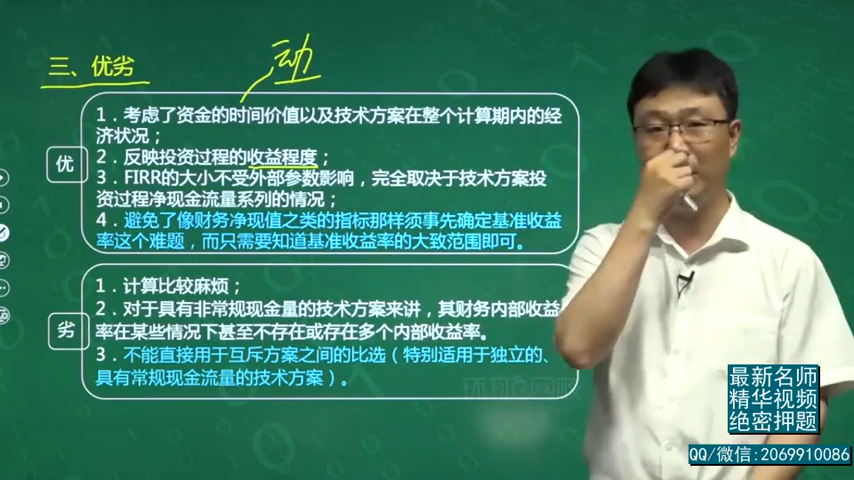 三、优劣
动
优
1．考虑了资金的时间价值以及技术方案在整个计算期内的经
济状况；
2．反映投资过程的收益程度；
3．FIRR的大小不受外部参数影响，完全取决于技术方案投
资过程净现金流量系列的情况；
4．避免了像财务净现值之类的指标那样须事先确定基准收益
率这个难题，而只需要知道基准收益率的大致范围即可。
劣
1．计算比较麻烦；
2．对于具有非常规现金量的技术方案来讲，其财务内部收益
率在某些情况下甚至不存在或存在多个内部收益率。
3．不能直接用于互斥方案之间的比选（特别适用于独立的、
具有常规现金流量的技术方案）。
最新名师
精华视频
绝密押题
QQ/微信:2069910086